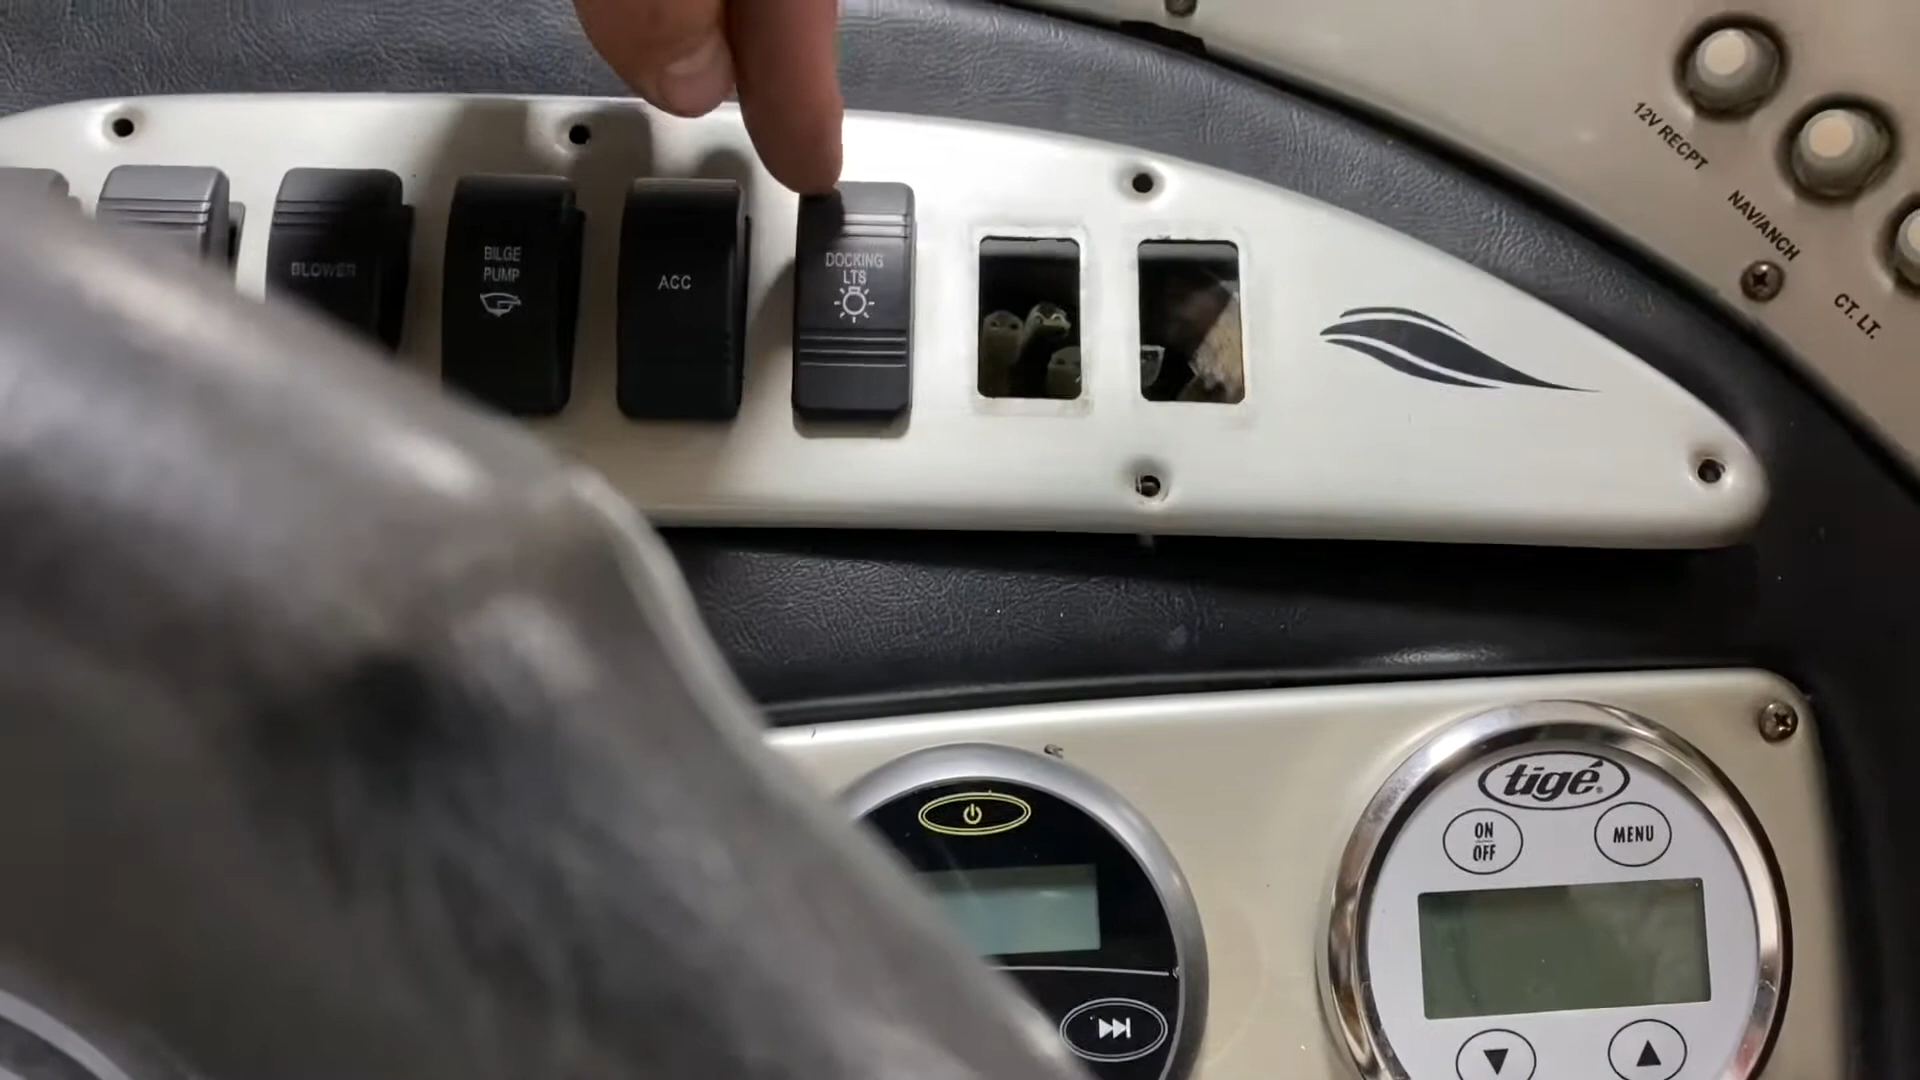 BLOWER
BILGE
PUMP
ACC
DOCKING
LTS
12V RECPT
NAV/ANCH
CT. LT.
tigé
ON
OFF
MENU